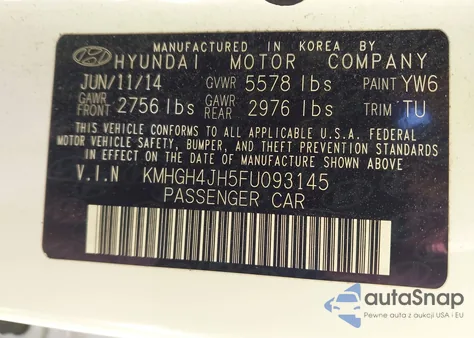 MANUFACTURED IN KOREA BY
HYUNDAI MOTOR COMPANY
JUN/11/14 GVWR 5578 lbs PAINT YW6
GAWR FRONT 2756 lbs GAWR REAR 2976 lbs TRIM TU
THIS VEHICLE CONFORMS TO ALL APPLICABLE U.S.A. FEDERAL
MOTOR VEHICLE SAFETY, BUMPER, AND THEFT PREVENTION STANDARDS
IN EFFECT ON THE DATE OF MANUFACTURE SHOWN ABOVE.
V.I.N KMHGH4JH5FU093145
PASSENGER CAR
autoSnap
Pewne auta z aukcji USA i EU